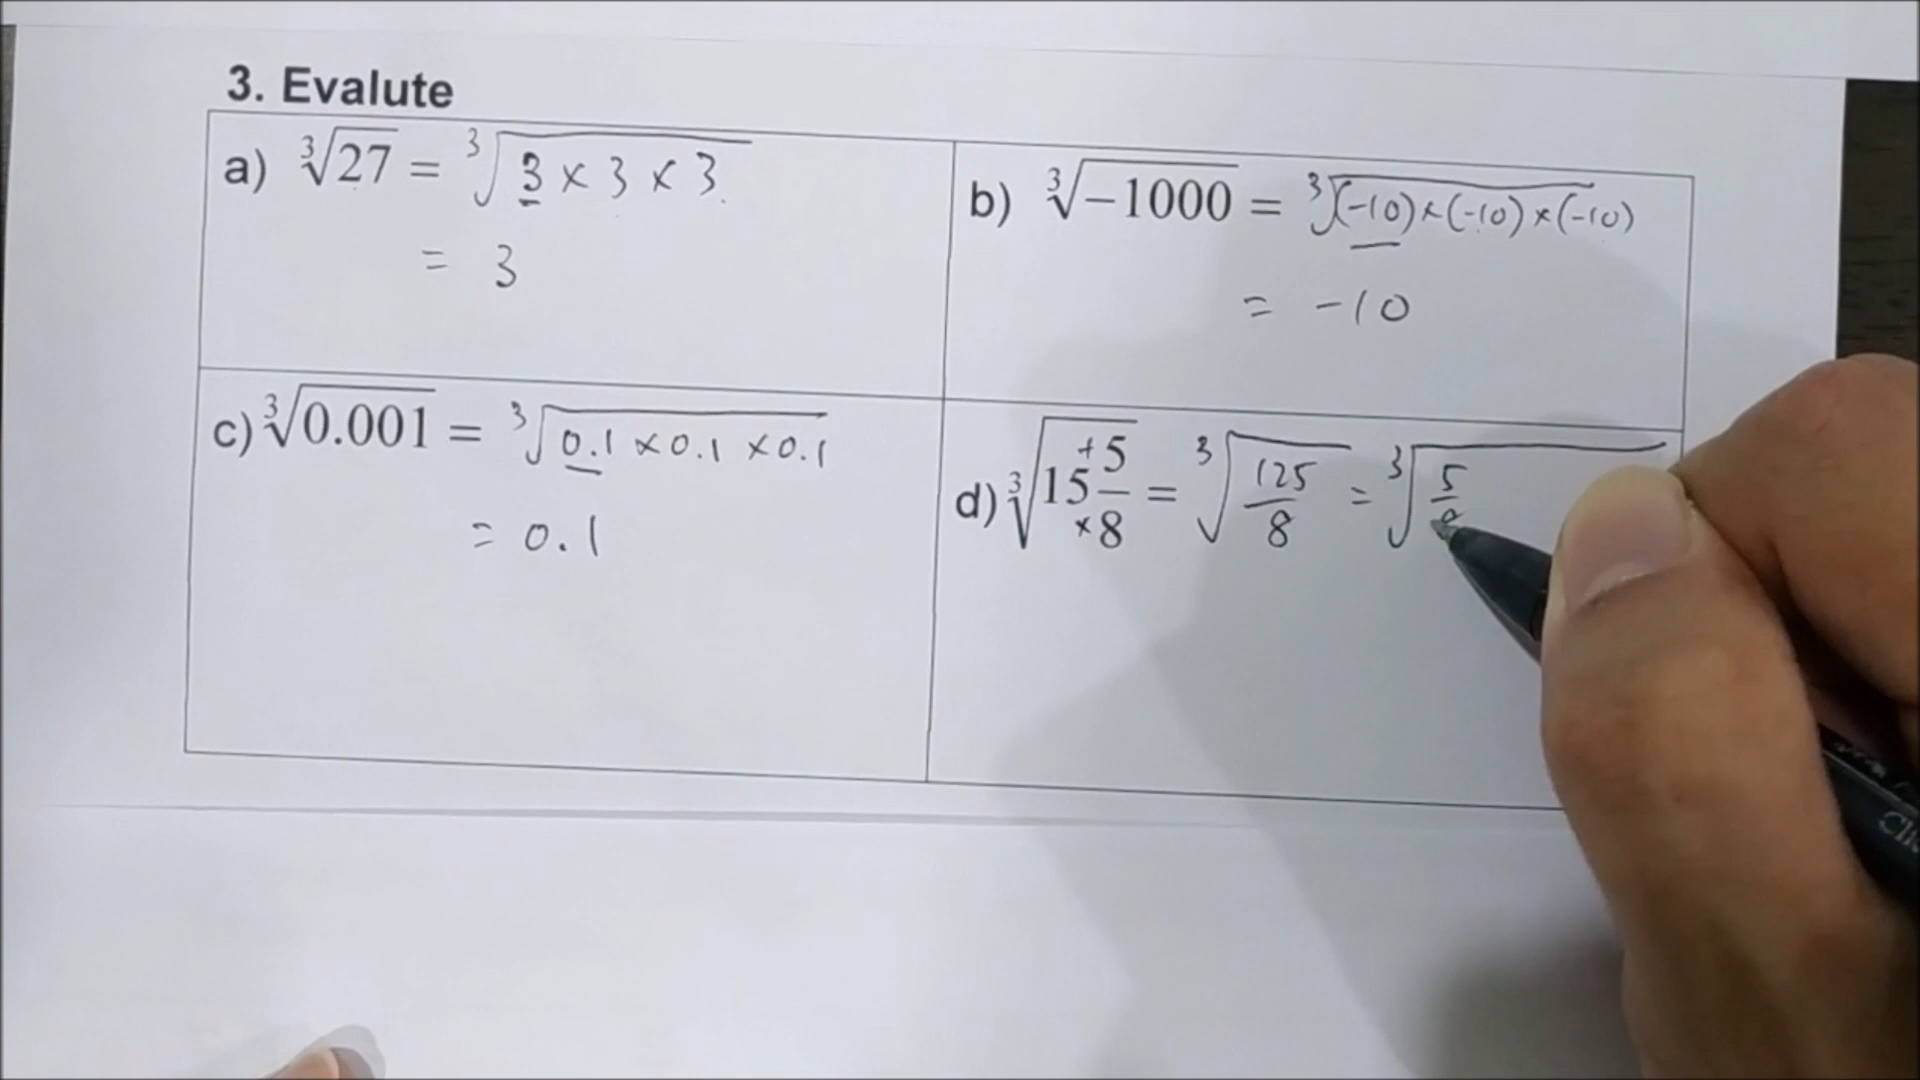 3. Evalute
a) ∛27 = ∛3 × 3 × 3
= 3
b) ∛-1000 = ∛(-10)×(-10)×(-10)
= -10
c) ∛0.001 = ∛0.1 × 0.1 × 0.1
= 0.1
d) ∛15 +5/×8 = ∛125/8 = ∛5/